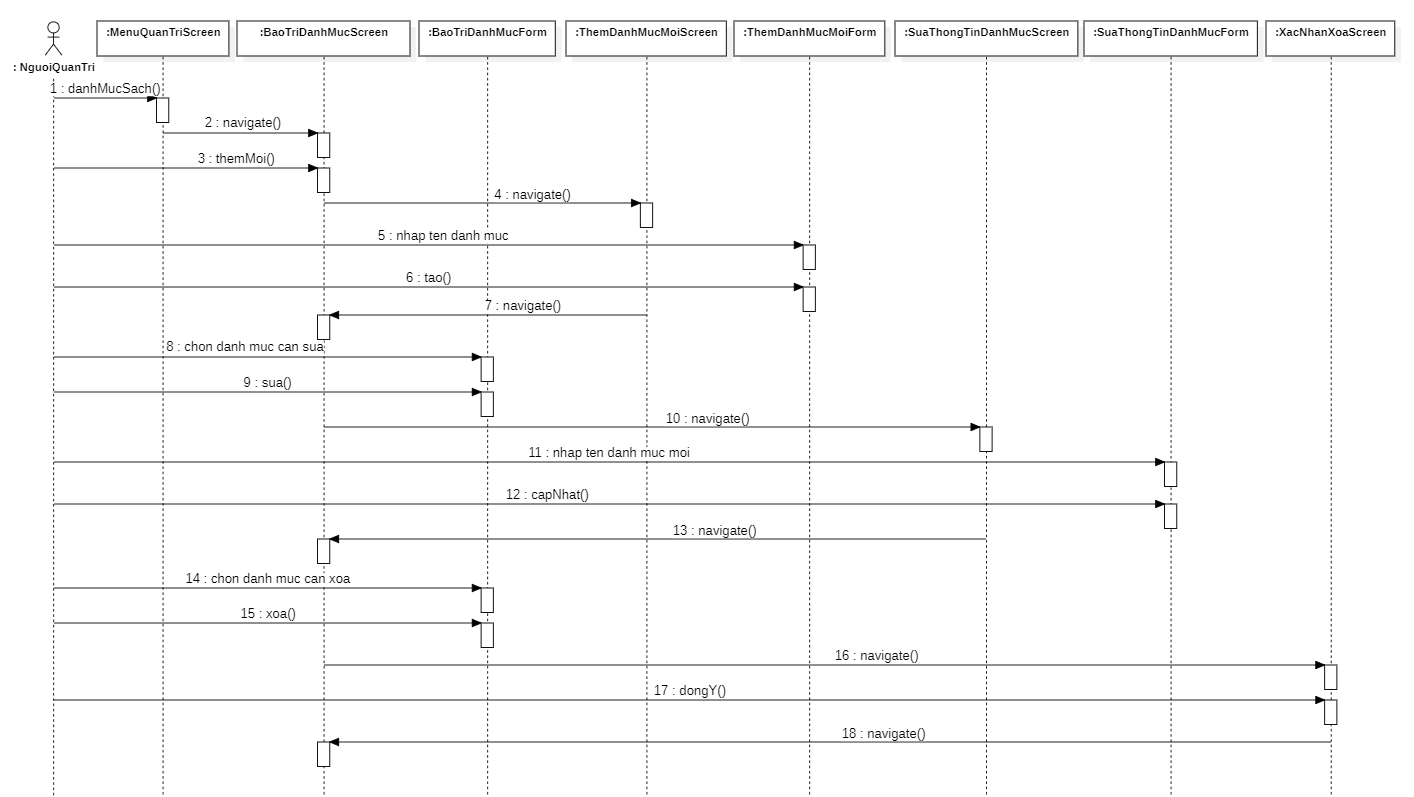 :MenuQuanTriScreen
:BaoTriDanhMucScreen
:BaoTriDanhMucForm
:ThemDanhMucMoiScreen
:ThemDanhMucMoiForm
:SuaThongTinDanhMucScreen
:SuaThongTinDanhMucForm
:XacNhanXoaScreen
: NguoiQuanTri
1 : danhMucSach()
2 : navigate()
3 : themMoi()
4 : navigate()
5 : nhap ten danh muc
6 : tao()
7 : navigate()
8 : chon danh muc can sua
9 : sua()
10 : navigate()
11 : nhap ten danh muc moi
12 : capNhat()
13 : navigate()
14 : chon danh muc can xoa
15 : xoa()
16 : navigate()
17 : dongY()
18 : navigate()